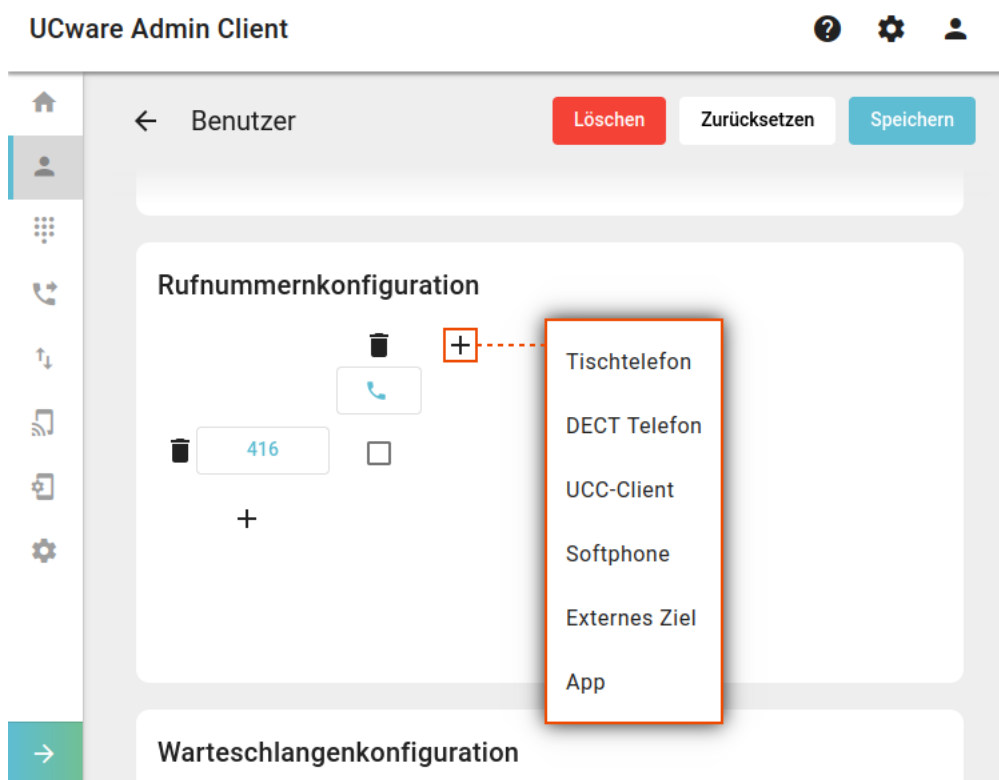 UCware Admin Client
Benutzer
Löschen
Zurücksetzen
Speichern
Rufnummernkonfiguration
416
Tischtelefon
DECT Telefon
UCC-Client
Softphone
Externes Ziel
App
Warteschlangenkonfiguration